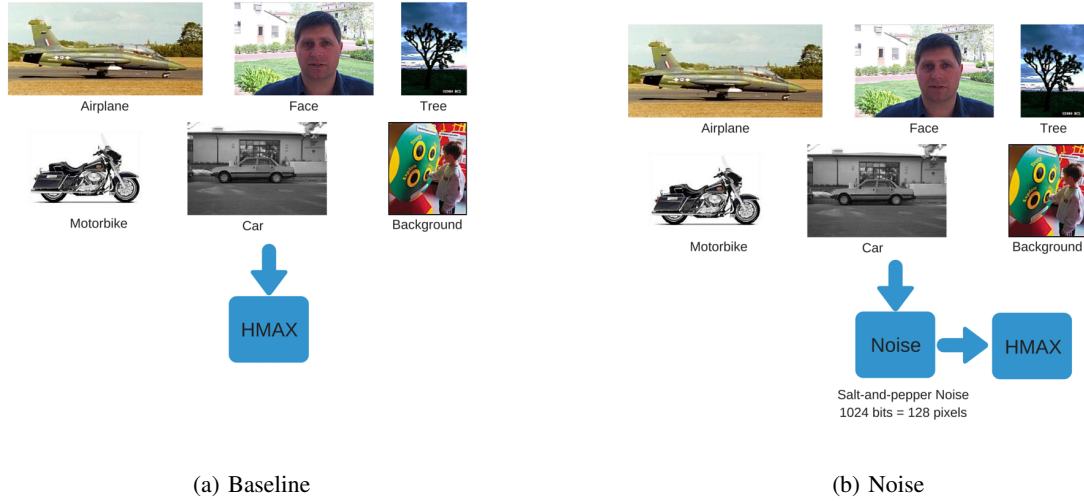 Airplane
Face
Tree
Motorbike
Car
Background
HMAX
(a) Baseline
Airplane
Face
Tree
Motorbike
Car
Background
Noise
HMAX
Salt-and-pepper Noise
1024 bits = 128 pixels
(b) Noise